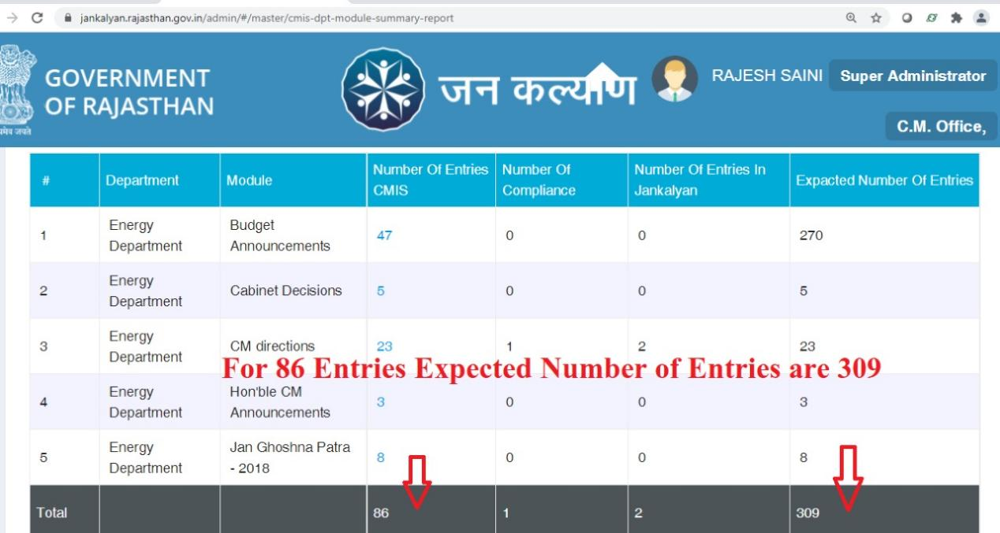 jankalyan.rajasthan.gov.in/admin/#/master/cmis-dpt-module-summary-report
GOVERNMENT
OF RAJASTHAN
जन कल्याण
RAJESH SAINI Super Administrator
C.M. Office,
# Department Module Number Of Entries CMIS Number Of Compliance Number Of Entries In Jankalyan Expacted Number Of Entries
1 Energy Department Budget Announcements 47 0 0 270
2 Energy Department Cabinet Decisions 5 0 0 5
3 Energy Department CM directions 23 1 2 23
For 86 Entries Expected Number of Entries are 309
4 Energy Department Hon'ble CM Announcements 3 0 0 3
5 Energy Department Jan Ghoshna Patra - 2018 8 0 0 8
Total 86 1 2 309